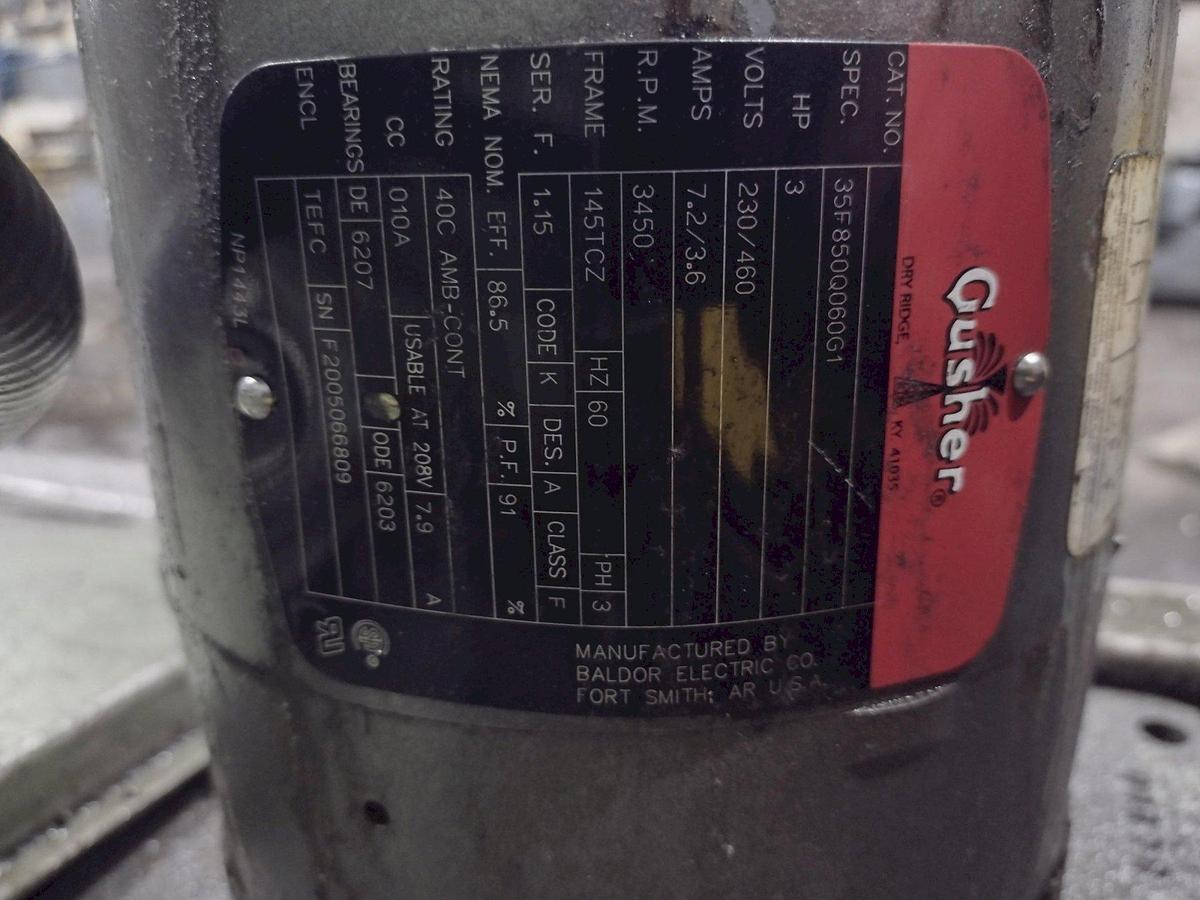 Gusher®
DRY RIDGE, KY 41035
CAT. NO.
SPEC. 35F850Q060G1
HP 3
VOLTS 230/460
AMPS 7.2/3.6
R.P.M. 3450
FRAME 145TCZ HZ 60 PH 3
SER. F. 1.15 CODE K DES. A CLASS F
NEMA NOM. EFF. 86.5 % P.F. 91 %
RATING 40C AMB-CONT
CC 010A USABLE AT 208V 7.9 A
BEARINGS DE 6207 ODE 6203
ENCL TEFC SN F2005066809
NP1443L
MANUFACTURED BY
BALDOR ELECTRIC CO.
FORT SMITH, AR U.S.A.